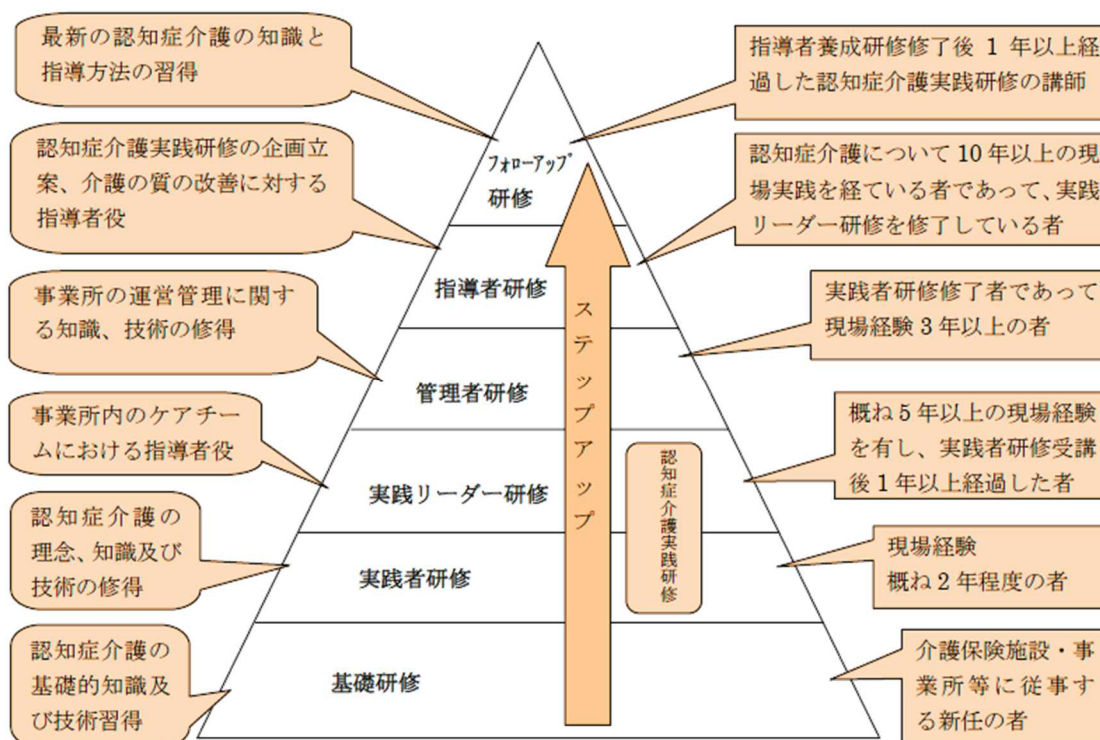 最新の認知症介護の知識と
指導方法の習得
指導者養成研修修了後 1 年以上経
過した認知症介護実践研修の講師
フォローアップ
研修
認知症介護実践研修の企画立
案、介護の質の改善に対する
指導者役
認知症介護について 10 年以上の現
場実践を経ている者であって、実践
リーダー研修を修了している者
指導者研修
事業所の運営管理に関す
る知識、技術の修得
実践者研修修了者であって
現場経験 3 年以上の者
管理者研修
事業所内のケアチー
ムにおける指導者役
概ね 5 年以上の現場経験
を有し、実践者研修受講
後 1 年以上経過した者
実践リーダー研修
認知症介護の
理念、知識及び
技術の修得
現場経験
概ね 2 年程度の者
実践者研修
認知症介護の
基礎的知識及
び技術習得
介護保険施設・事
業所等に従事す
る新任の者
基礎研修
ステップアップ
認知症介護実践研修